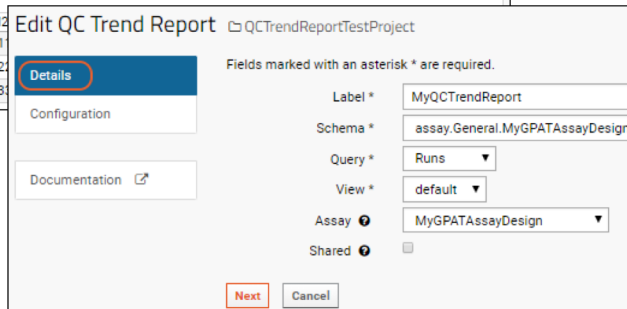 Edit QC Trend Report QCTrendReportTestProject
Details
Configuration
Documentation
Fields marked with an asterisk * are required.
Label * MyQCTrendReport
Schema * assay.General.MyGPATAssayDesign
Query * Runs
View * default
Assay MyGPATAssayDesign
Shared
Next Cancel